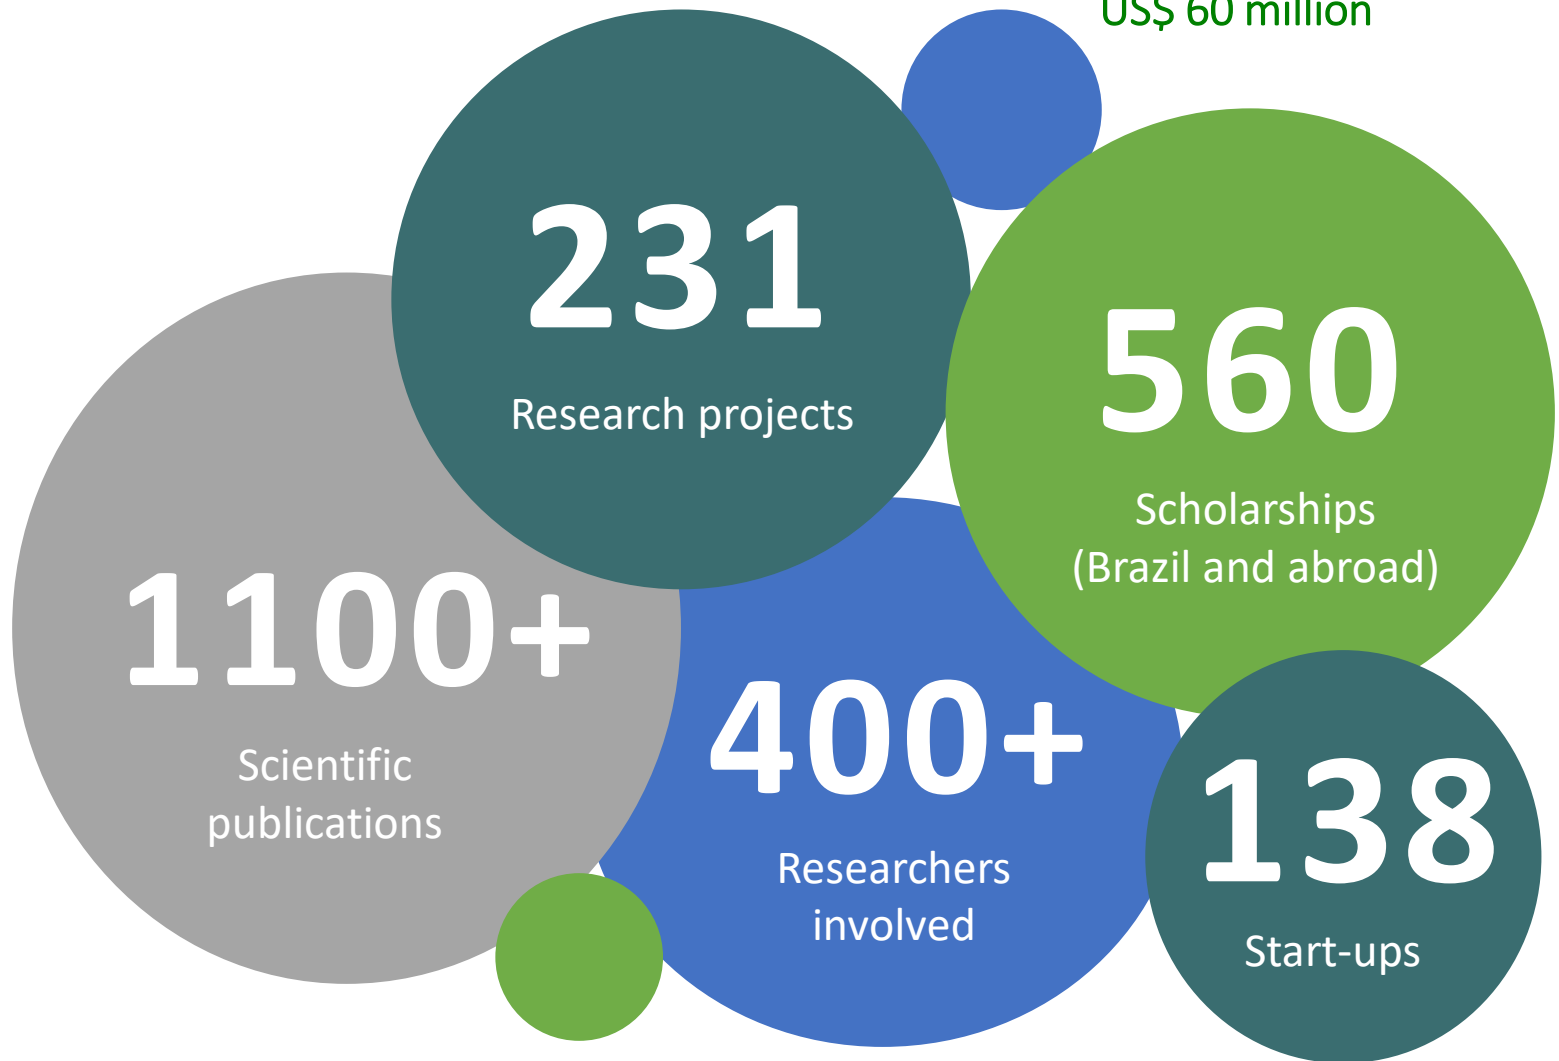 US$ 60 million
231
Research projects
560
Scholarships
(Brazil and abroad)
1100+
Scientific
publications
400+
Researchers
involved
138
Start-ups